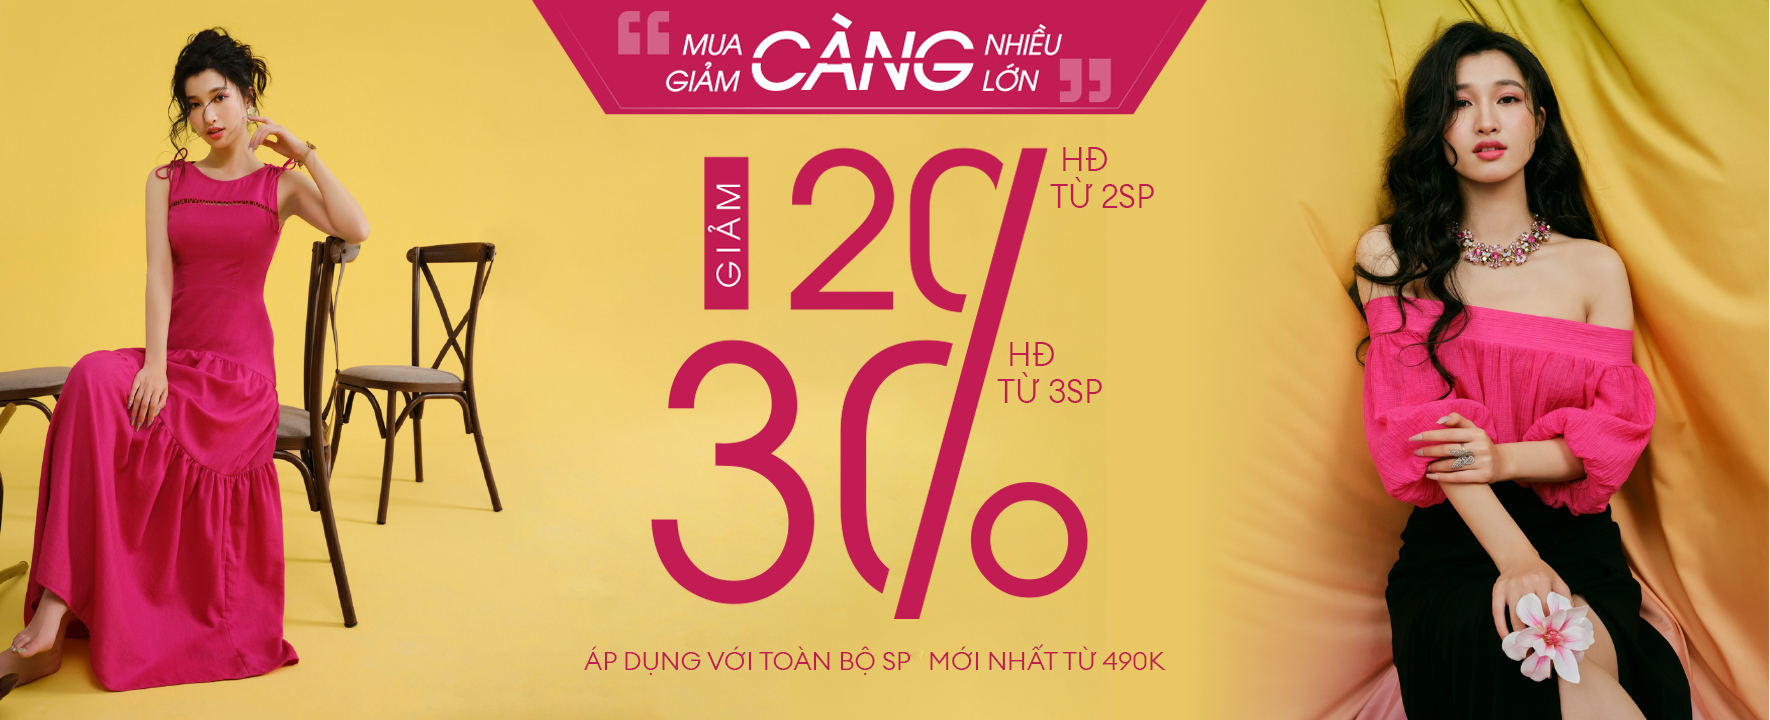 MUA CÀNG NHIỀU
GIẢM CÀNG LỚN
GIẢM 20%
HĐ
TỪ 2SP
30%
HĐ
TỪ 3SP
ÁP DỤNG VỚI TOÀN BỘ SP MỚI NHẤT TỪ 490K